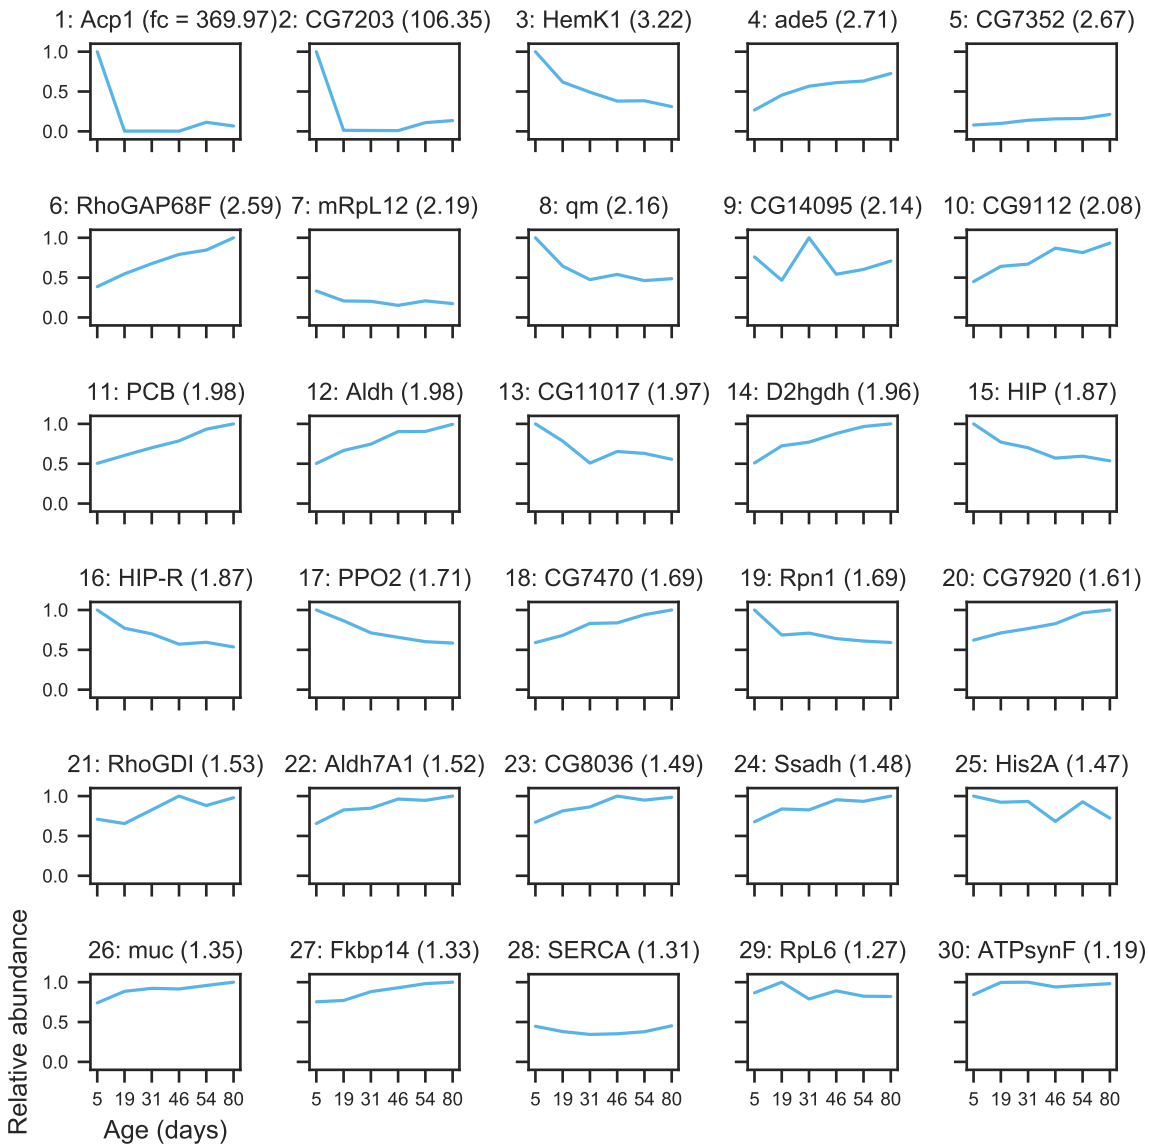 1: Acp1 (fc = 369.97) 2: CG7203 (106.35) 3: HemK1 (3.22) 4: ade5 (2.71) 5: CG7352 (2.67)
1.0
0.5
0.0
6: RhoGAP68F (2.59) 7: mRpL12 (2.19) 8: qm (2.16) 9: CG14095 (2.14) 10: CG9112 (2.08)
1.0
0.5
0.0
11: PCB (1.98) 12: Aldh (1.98) 13: CG11017 (1.97) 14: D2hgdh (1.96) 15: HIP (1.87)
1.0
0.5
0.0
16: HIP-R (1.87) 17: PPO2 (1.71) 18: CG7470 (1.69) 19: Rpn1 (1.69) 20: CG7920 (1.61)
1.0
0.5
0.0
21: RhoGDI (1.53) 22: Aldh7A1 (1.52) 23: CG8036 (1.49) 24: Ssadh (1.48) 25: His2A (1.47)
1.0
0.5
0.0
26: muc (1.35) 27: Fkbp14 (1.33) 28: SERCA (1.31) 29: RpL6 (1.27) 30: ATPsynF (1.19)
1.0
0.5
0.0
5 19 31 46 54 80 5 19 31 46 54 80 5 19 31 46 54 80 5 19 31 46 54 80 5 19 31 46 54 80
Relative abundance
Age (days)